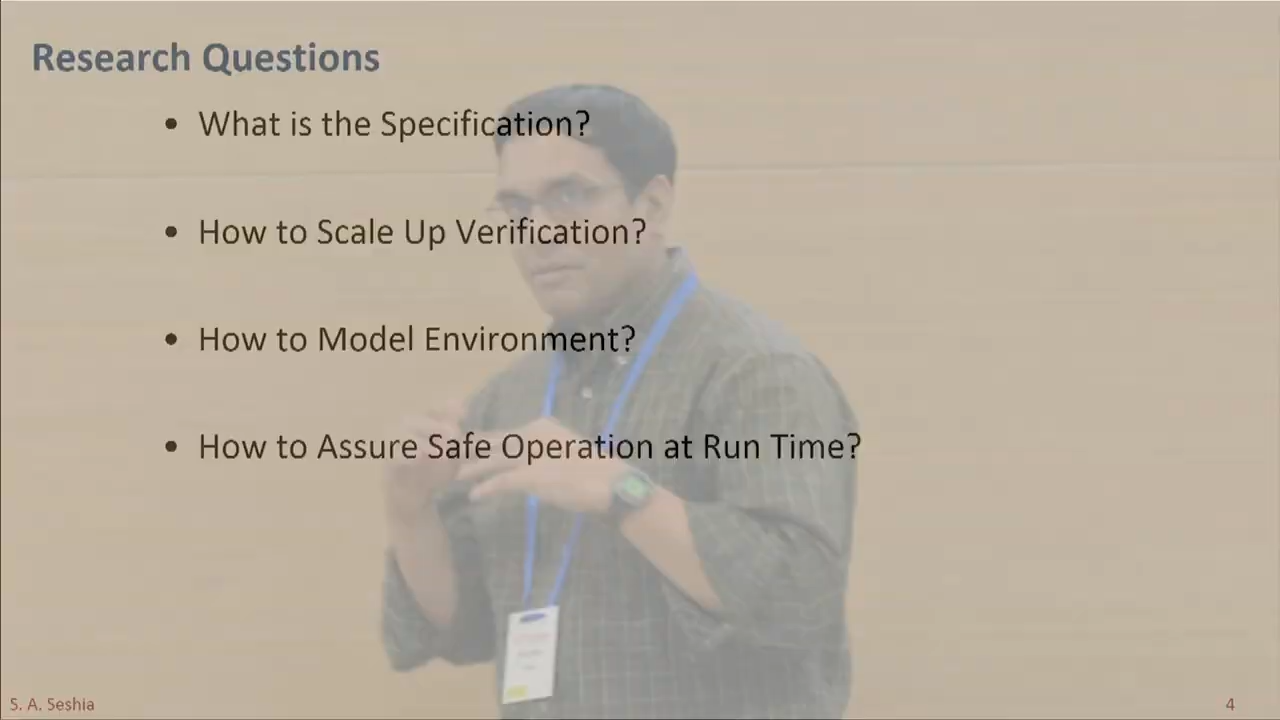 Research Questions
• What is the Specification?
• How to Scale Up Verification?
• How to Model Environment?
• How to Assure Safe Operation at Run Time?
S. A. Seshia
4